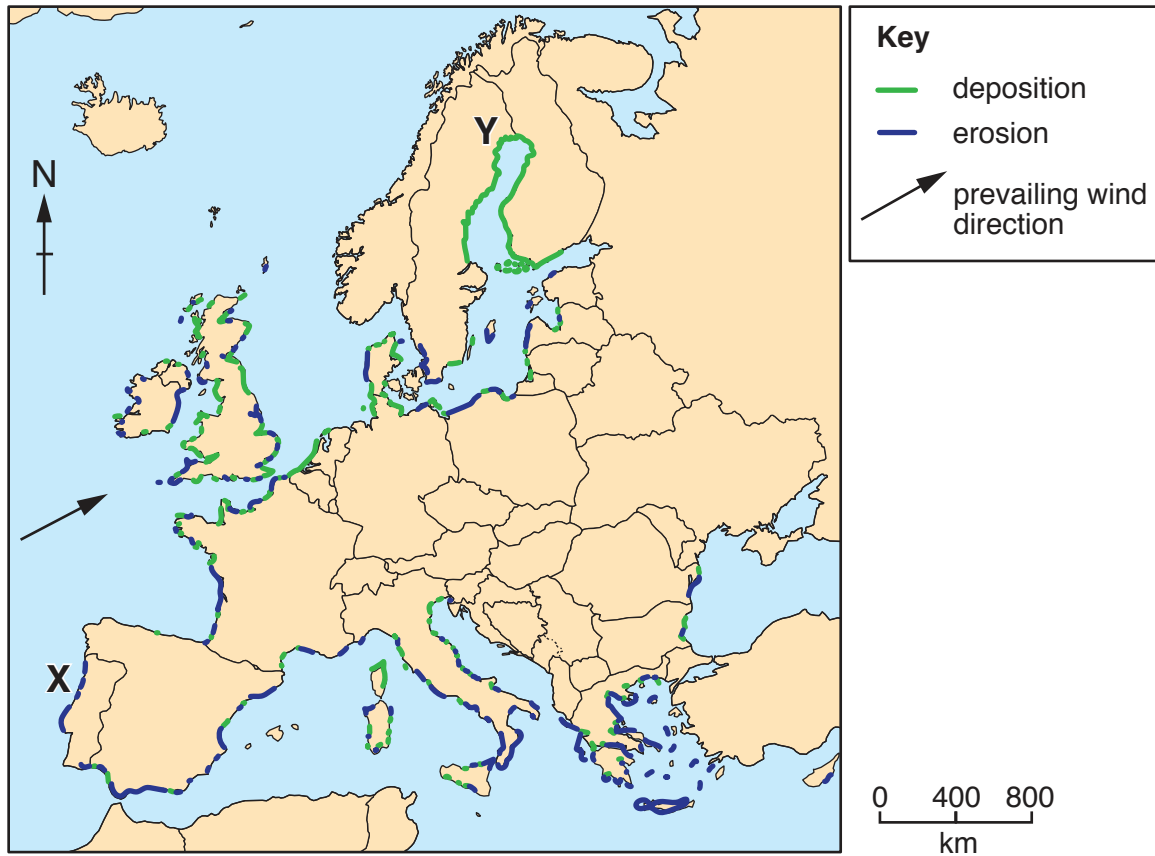 Y
N
X
Key
deposition
erosion
prevailing wind
direction
0 400 800
km